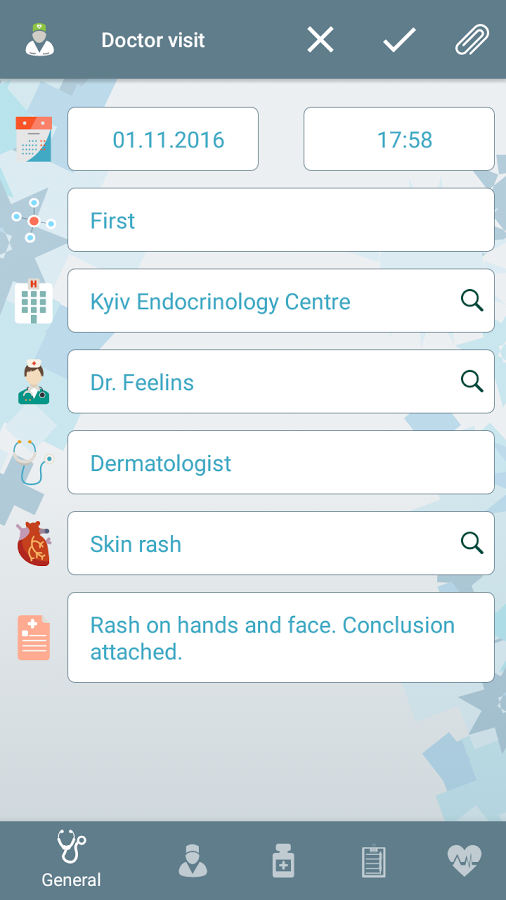 Doctor visit
01.11.2016
17:58
First
H
Kyiv Endocrinology Centre
Dr. Feelins
Dermatologist
Skin rash
Rash on hands and face. Conclusion
attached.
General